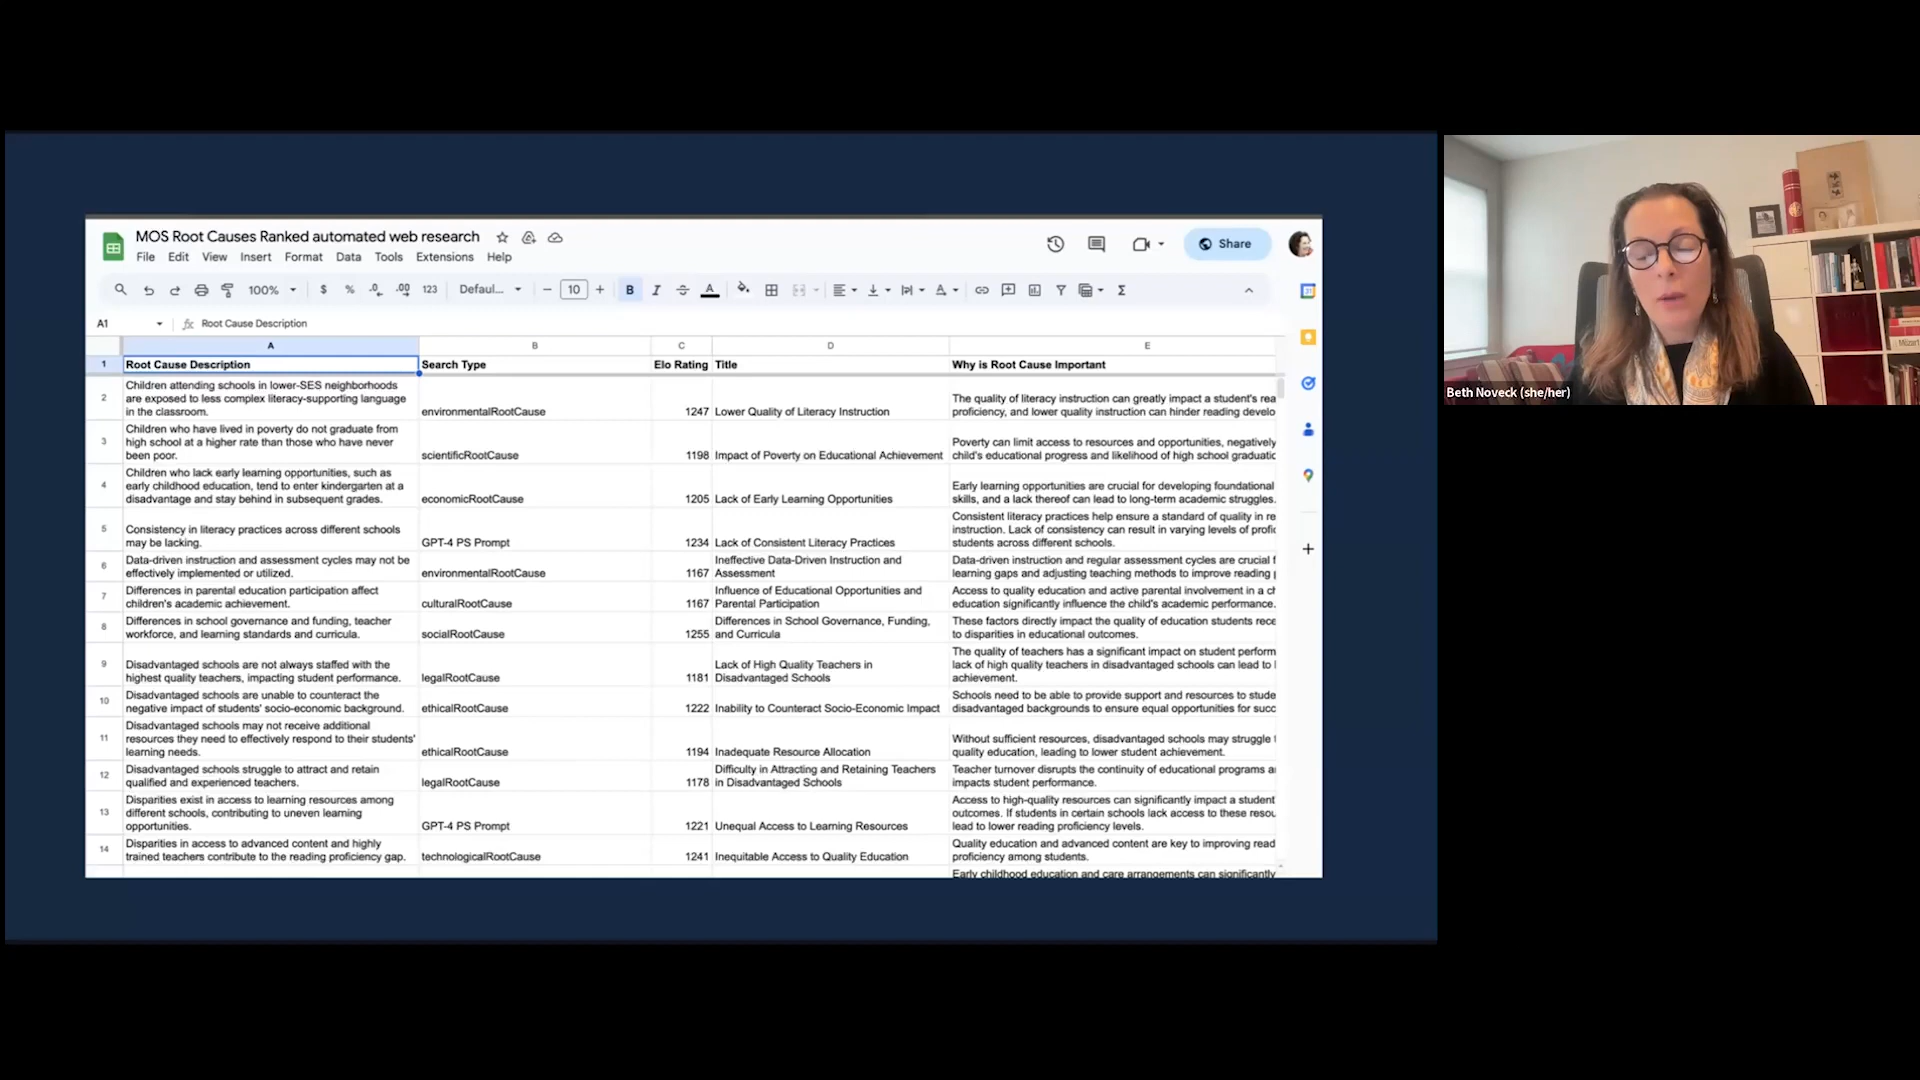 MOS Root Causes Ranked automated web research
File Edit View Insert Format Data Tools Extensions Help
Share
100% $ % .0 .00 123 Defaul... 10 B I A Σ
A1 fx Root Cause Description
A B C D E
1 Root Cause Description Search Type Elo Rating Title Why is Root Cause Important
2
Children attending schools in lower-SES neighborhoods
are exposed to less complex literacy-supporting language
in the classroom.
environmentalRootCause
1247
Lower Quality of Literacy Instruction
The quality of literacy instruction can greatly impact a student's
proficiency, and lower quality instruction can hinder reading
3
Children who have lived in poverty do not graduate from
high school at a higher rate than those who have never
been poor.
scientificRootCause
1198
Impact of Poverty on Educational Achievement
Poverty can limit access to resources and opportunities, negatively
child's educational progress and likelihood of high school
4
Children who lack early learning opportunities, such as
early childhood education, tend to enter kindergarten at a
disadvantage and stay behind in subsequent grades.
economicRootCause
1205
Lack of Early Learning Opportunities
Early learning opportunities are crucial for developing foundational
skills, and a lack thereof can lead to long-term academic struggles.
5
Consistency in literacy practices across different schools
may be lacking.
GPT-4 PS Prompt
1234
Lack of Consistent Literacy Practices
Consistent literacy practices help ensure a standard of quality in
instruction. Lack of consistency can result in varying levels of
students across different schools.
6
Data-driven instruction and assessment cycles may not be
effectively implemented or utilized.
environmentalRootCause
1167
Ineffective Data-Driven Instruction and
Assessment
Data-driven instruction and regular assessment cycles are crucial
learning gaps and adjusting teaching methods to improve reading
7
Differences in parental education participation affect
children's academic achievement.
culturalRootCause
1167
Influence of Educational Opportunities and
Parental Participation
Access to quality education and active parental involvement in a
education significantly influence the child's academic performance.
8
Differences in school governance and funding, teacher
workforce, and learning standards and curricula.
socialRootCause
1255
Differences in School Governance, Funding,
and Curricula
These factors directly impact the quality of education students
to disparities in educational outcomes.
9
Disadvantaged schools are not always staffed with the
highest quality teachers, impacting student performance.
legalRootCause
1181
Lack of High Quality Teachers in
Disadvantaged Schools
The quality of teachers has a significant impact on student
lack of high quality teachers in disadvantaged schools can lead to
achievement.
10
Disadvantaged schools are unable to counteract the
negative impact of students' socio-economic background.
ethicalRootCause
1222
Inability to Counteract Socio-Economic Impact
Schools need to be able to provide support and resources to
disadvantaged backgrounds to ensure equal opportunities for
11
Disadvantaged schools may not receive additional
resources they need to effectively respond to their students'
learning needs.
ethicalRootCause
1194
Inadequate Resource Allocation
Without sufficient resources, disadvantaged schools may struggle
quality education, leading to lower student achievement.
12
Disadvantaged schools struggle to attract and retain
qualified and experienced teachers.
legalRootCause
1178
Difficulty in Attracting and Retaining Teachers
in Disadvantaged Schools
Teacher turnover disrupts the continuity of educational programs
impacts student performance.
13
Disparities exist in access to learning resources among
different schools, contributing to uneven learning
opportunities.
GPT-4 PS Prompt
1221
Unequal Access to Learning Resources
Access to high-quality resources can significantly impact a student
outcomes. If students in certain schools lack access to these
lead to lower reading proficiency levels.
14
Disparities in access to advanced content and highly
trained teachers contribute to the reading proficiency gap.
technologicalRootCause
1241
Inequitable Access to Quality Education
Quality education and advanced content are key to improving
proficiency among students.
Early childhood education and care arrangements can significantly
Beth Noveck (she/her)